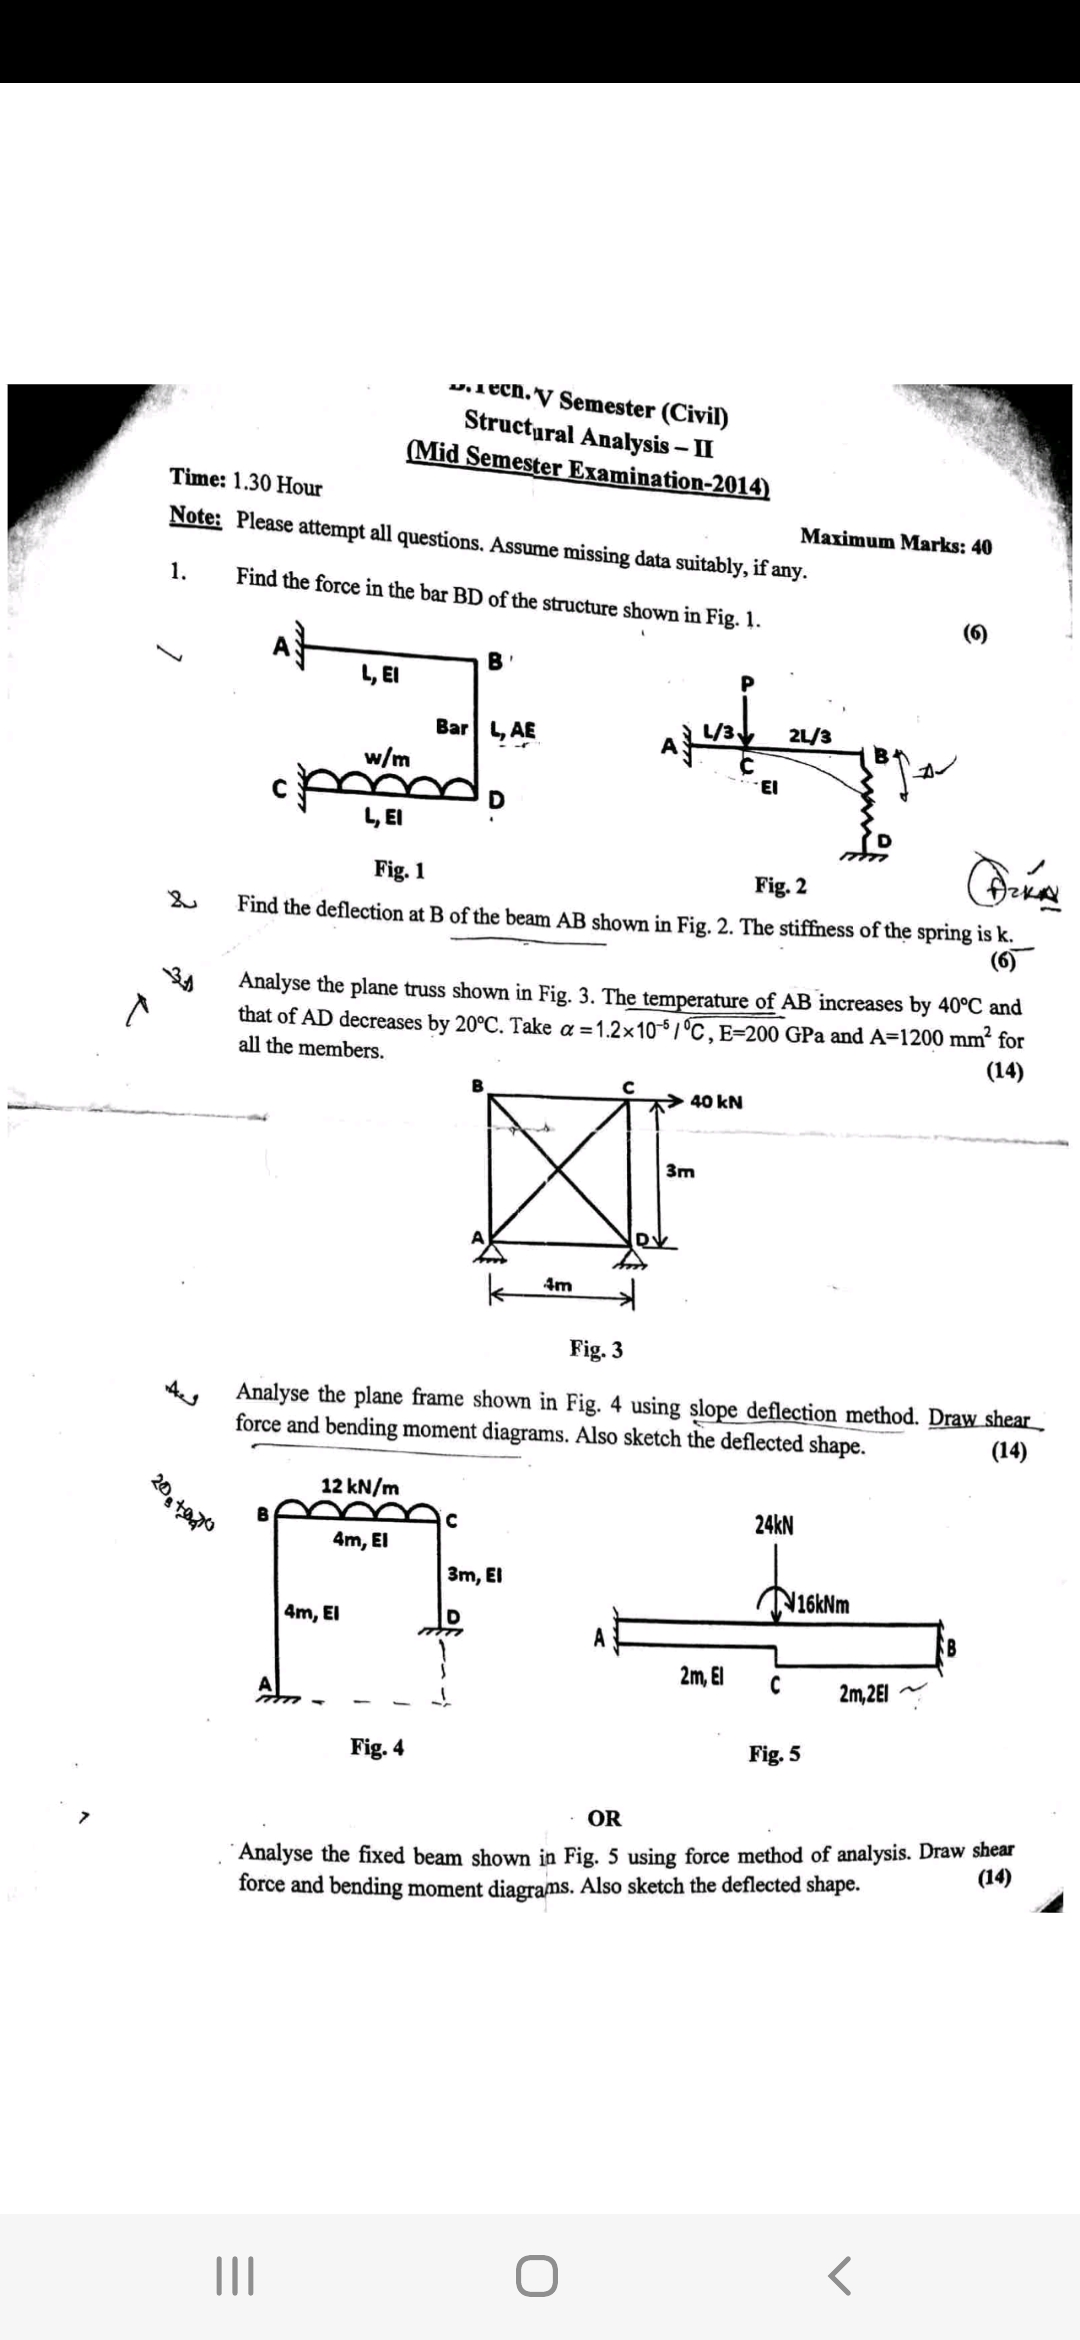 B.Tech. V Semester (Civil)
Structural Analysis – II
(Mid Semester Examination-2014)
Time: 1.30 Hour
Maximum Marks: 40
Note: Please attempt all questions. Assume missing data suitably, if any.
1. Find the force in the bar BD of the structure shown in Fig. 1.
(6)
A
B
L, EI
Bar L, AE
w/m
C
D
L, EI
Fig. 1
P
A
L/3
2L/3
B
C
EI
D
Fig. 2
2. Find the deflection at B of the beam AB shown in Fig. 2. The stiffness of the spring is k.
(6)
3. Analyse the plane truss shown in Fig. 3. The temperature of AB increases by 40⁰C and
that of AD decreases by 20⁰C. Take α = 1.2×10⁻⁵ / ⁰C, E=200 GPa and A=1200 mm² for
all the members.
(14)
B
C
40 kN
3m
A
D
4m
Fig. 3
4. Analyse the plane frame shown in Fig. 4 using slope deflection method. Draw shear
force and bending moment diagrams. Also sketch the deflected shape.
(14)
12 kN/m
B
C
4m, EI
3m, EI
4m, EI
D
A
Fig. 4
24kN
16kNm
A
B
2m, EI
C
2m,2EI
Fig. 5
OR
Analyse the fixed beam shown in Fig. 5 using force method of analysis. Draw shear
force and bending moment diagrams. Also sketch the deflected shape.
(14)